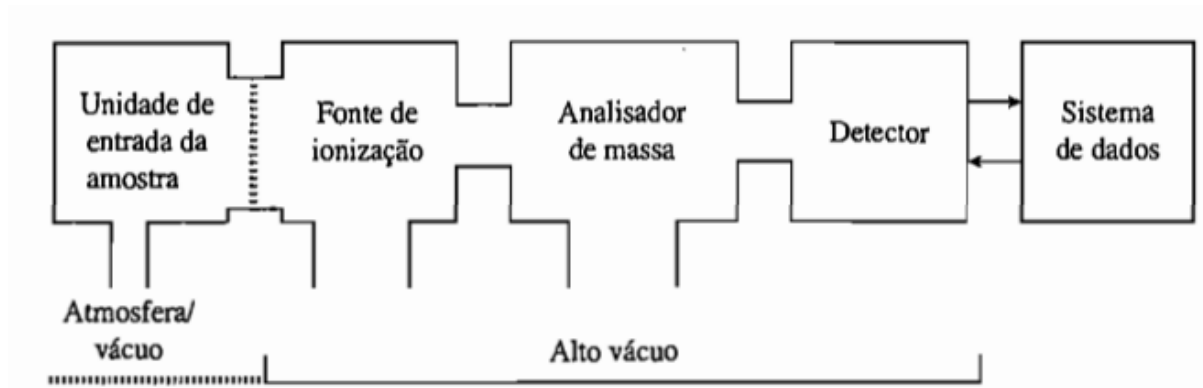 Unidade de
entrada da
amostra
Fonte de
ionização
Analisador
de massa
Detector
Sistema
de dados
Atmosfera/
vácuo
Alto vácuo